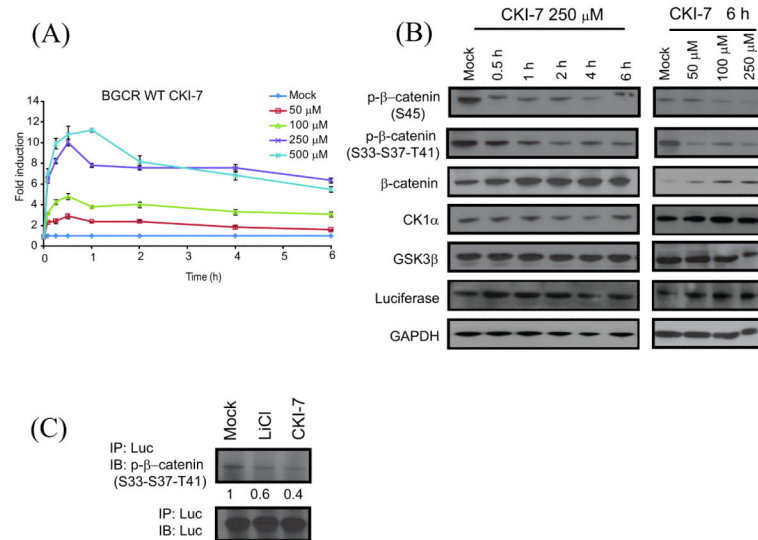 (A)
BGCR WT CKI-7
Fold induction
14
12
10
8
6
4
2
0
0 1 2 3 4 5 6
Time (h)
Mock
50 μM
100 μM
250 μM
500 μM
(B)
CKI-7 250 μM
CKI-7 6 h
Mock 0.5 h 1 h 2 h 4 h 6 h
Mock 50 μM 100 μM 250 μM
p-β–catenin
(S45)
p-β-catenin
(S33-S37-T41)
β-catenin
CK1α
GSK3β
Luciferase
GAPDH
(C)
Mock LiCl CKI-7
IP: Luc
IB: p-β–catenin
(S33-S37-T41)
1 0.6 0.4
IP: Luc
IB: Luc